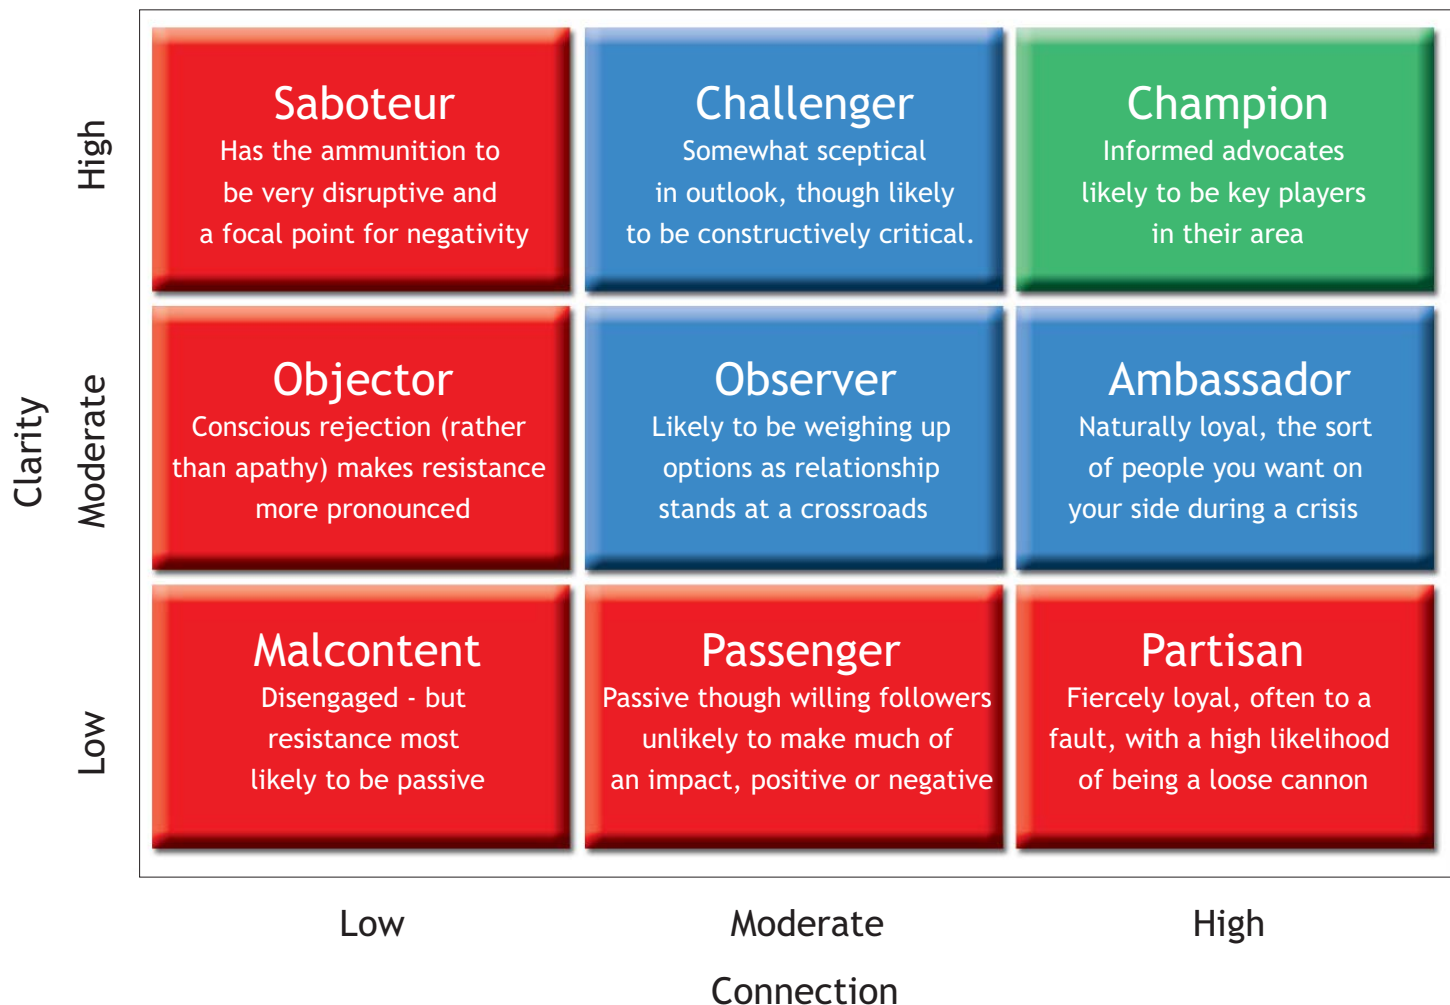 Clarity
High
Saboteur
Has the ammunition to
be very disruptive and
a focal point for negativity
Challenger
Somewhat sceptical
in outlook, though likely
to be constructively critical.
Champion
Informed advocates
likely to be key players
in their area
Moderate
Objector
Conscious rejection (rather
than apathy) makes resistance
more pronounced
Observer
Likely to be weighing up
options as relationship
stands at a crossroads
Ambassador
Naturally loyal, the sort
of people you want on
your side during a crisis
Low
Malcontent
Disengaged - but
resistance most
likely to be passive
Passenger
Passive though willing followers
unlikely to make much of
an impact, positive or negative
Partisan
Fiercely loyal, often to a
fault, with a high likelihood
of being a loose cannon
Low
Moderate
High
Connection